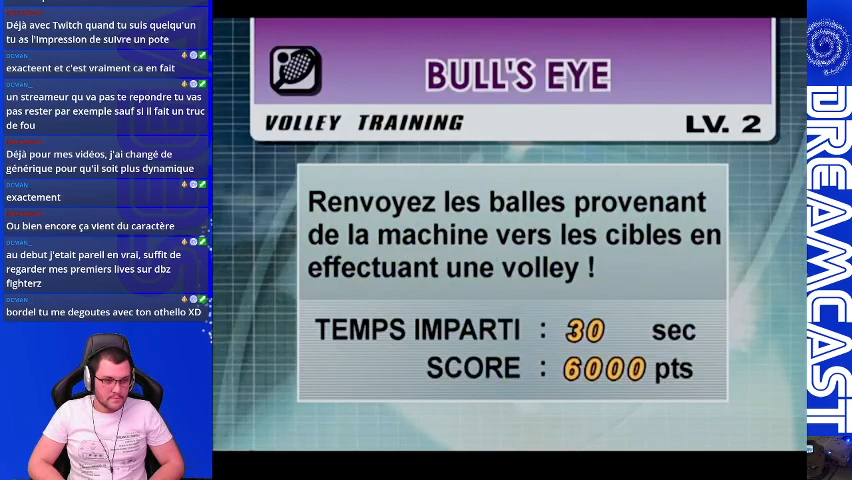 Déjà avec Twitch quand tu suis quelqu'un
tu as l'impression de suivre un pote
DCMAN_
exacteent et c'est vraiment ca en fait
DCMAN_
un streameur qu va pas te repondre tu vas
pas rester par exemple sauf si il fait un truc
de fou
Déjà pour mes vidéos, j'ai changé de
générique pour qu'il soit plus dynamique
DCMAN_
exactement
Ou bien encore ça vient du caractère
DCMAN_
au debut j'etait pareil en vrai, suffit de
regarder mes premiers lives sur dbz
fighterz
DCMAN_
bordel tu me degoutes avec ton othello XD
BULL'S EYE
VOLLEY TRAINING
LV. 2
Renvoyez les balles provenant
de la machine vers les cibles en
effectuant une volley !
TEMPS IMPARTI : 30 sec
SCORE : 6000 pts
DREAMCAST